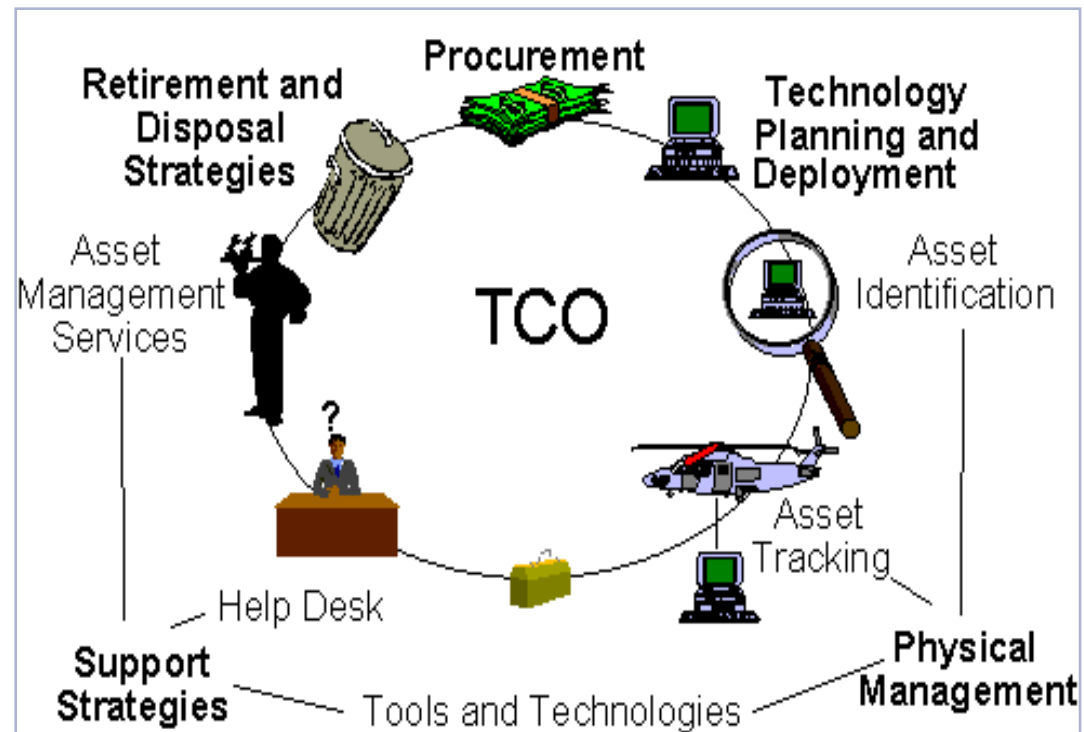 Procurement
Retirement and
Disposal
Strategies
Technology
Planning and
Deployment
Asset
Management
Services
TCO
Asset
Identification
?
Asset
Tracking
Help Desk
Support
Strategies
Tools and Technologies
Physical
Management